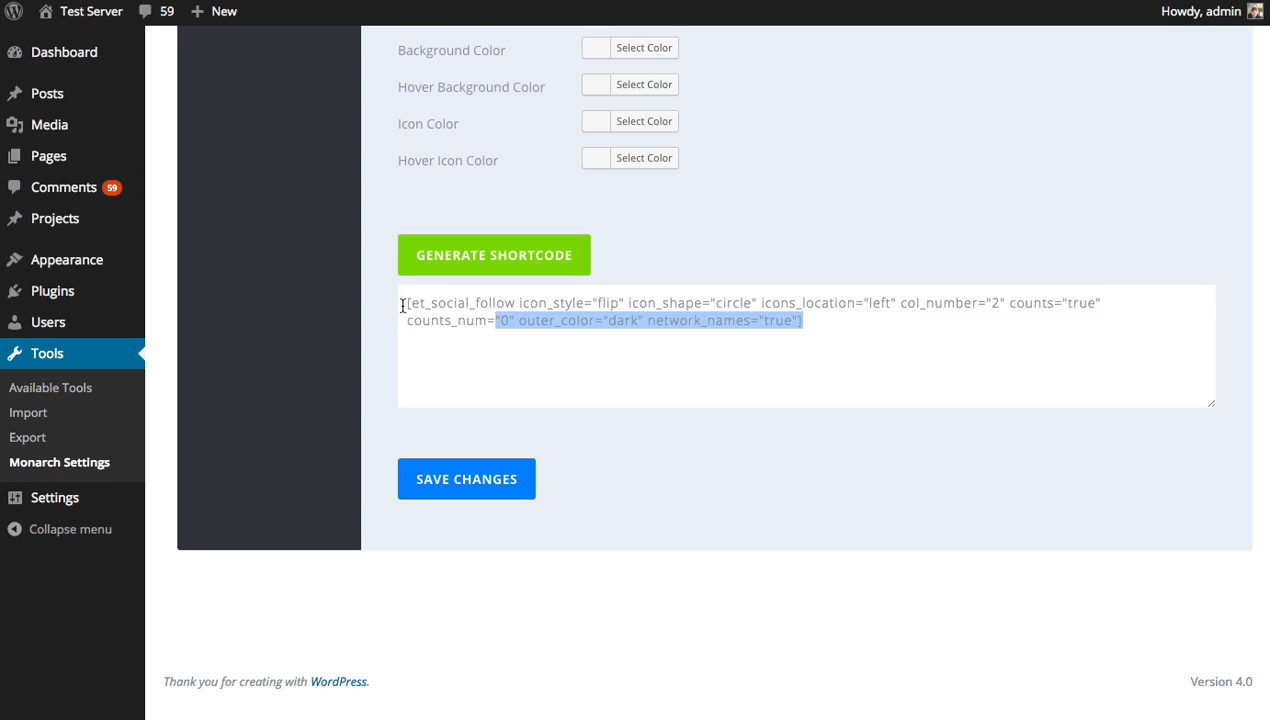 Test Server 59 New Howdy, admin
Dashboard
Posts
Media
Pages
Comments 59
Projects
Appearance
Plugins
Users
Tools
Available Tools
Import
Export
Monarch Settings
Settings
Collapse menu
Background Color Select Color
Hover Background Color Select Color
Icon Color Select Color
Hover Icon Color Select Color
GENERATE SHORTCODE
[et_social_follow icon_style="flip" icon_shape="circle" icons_location="left" col_number="2" counts="true"
counts_num="0" outer_color="dark" network_names="true"]
SAVE CHANGES
Thank you for creating with WordPress. Version 4.0